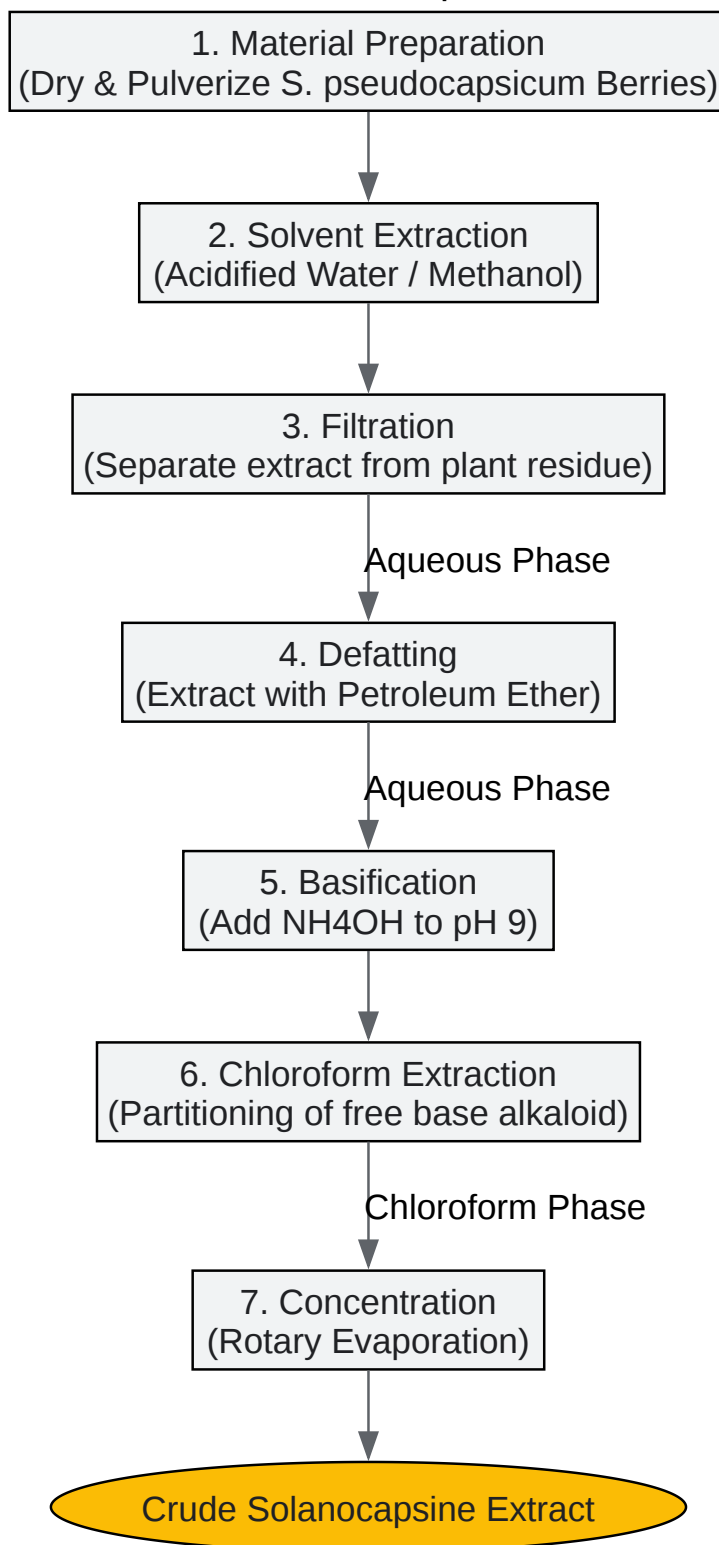 1. Material Preparation
(Dry & Pulverize S. pseudocapsicum Berries)
2. Solvent Extraction
(Acidified Water / Methanol)
3. Filtration
(Separate extract from plant residue)
Aqueous Phase
4. Defatting
(Extract with Petroleum Ether)
Aqueous Phase
5. Basification
(Add NH4OH to pH 9)
6. Chloroform Extraction
(Partitioning of free base alkaloid)
Chloroform Phase
7. Concentration
(Rotary Evaporation)
Crude Solanocapsine Extract